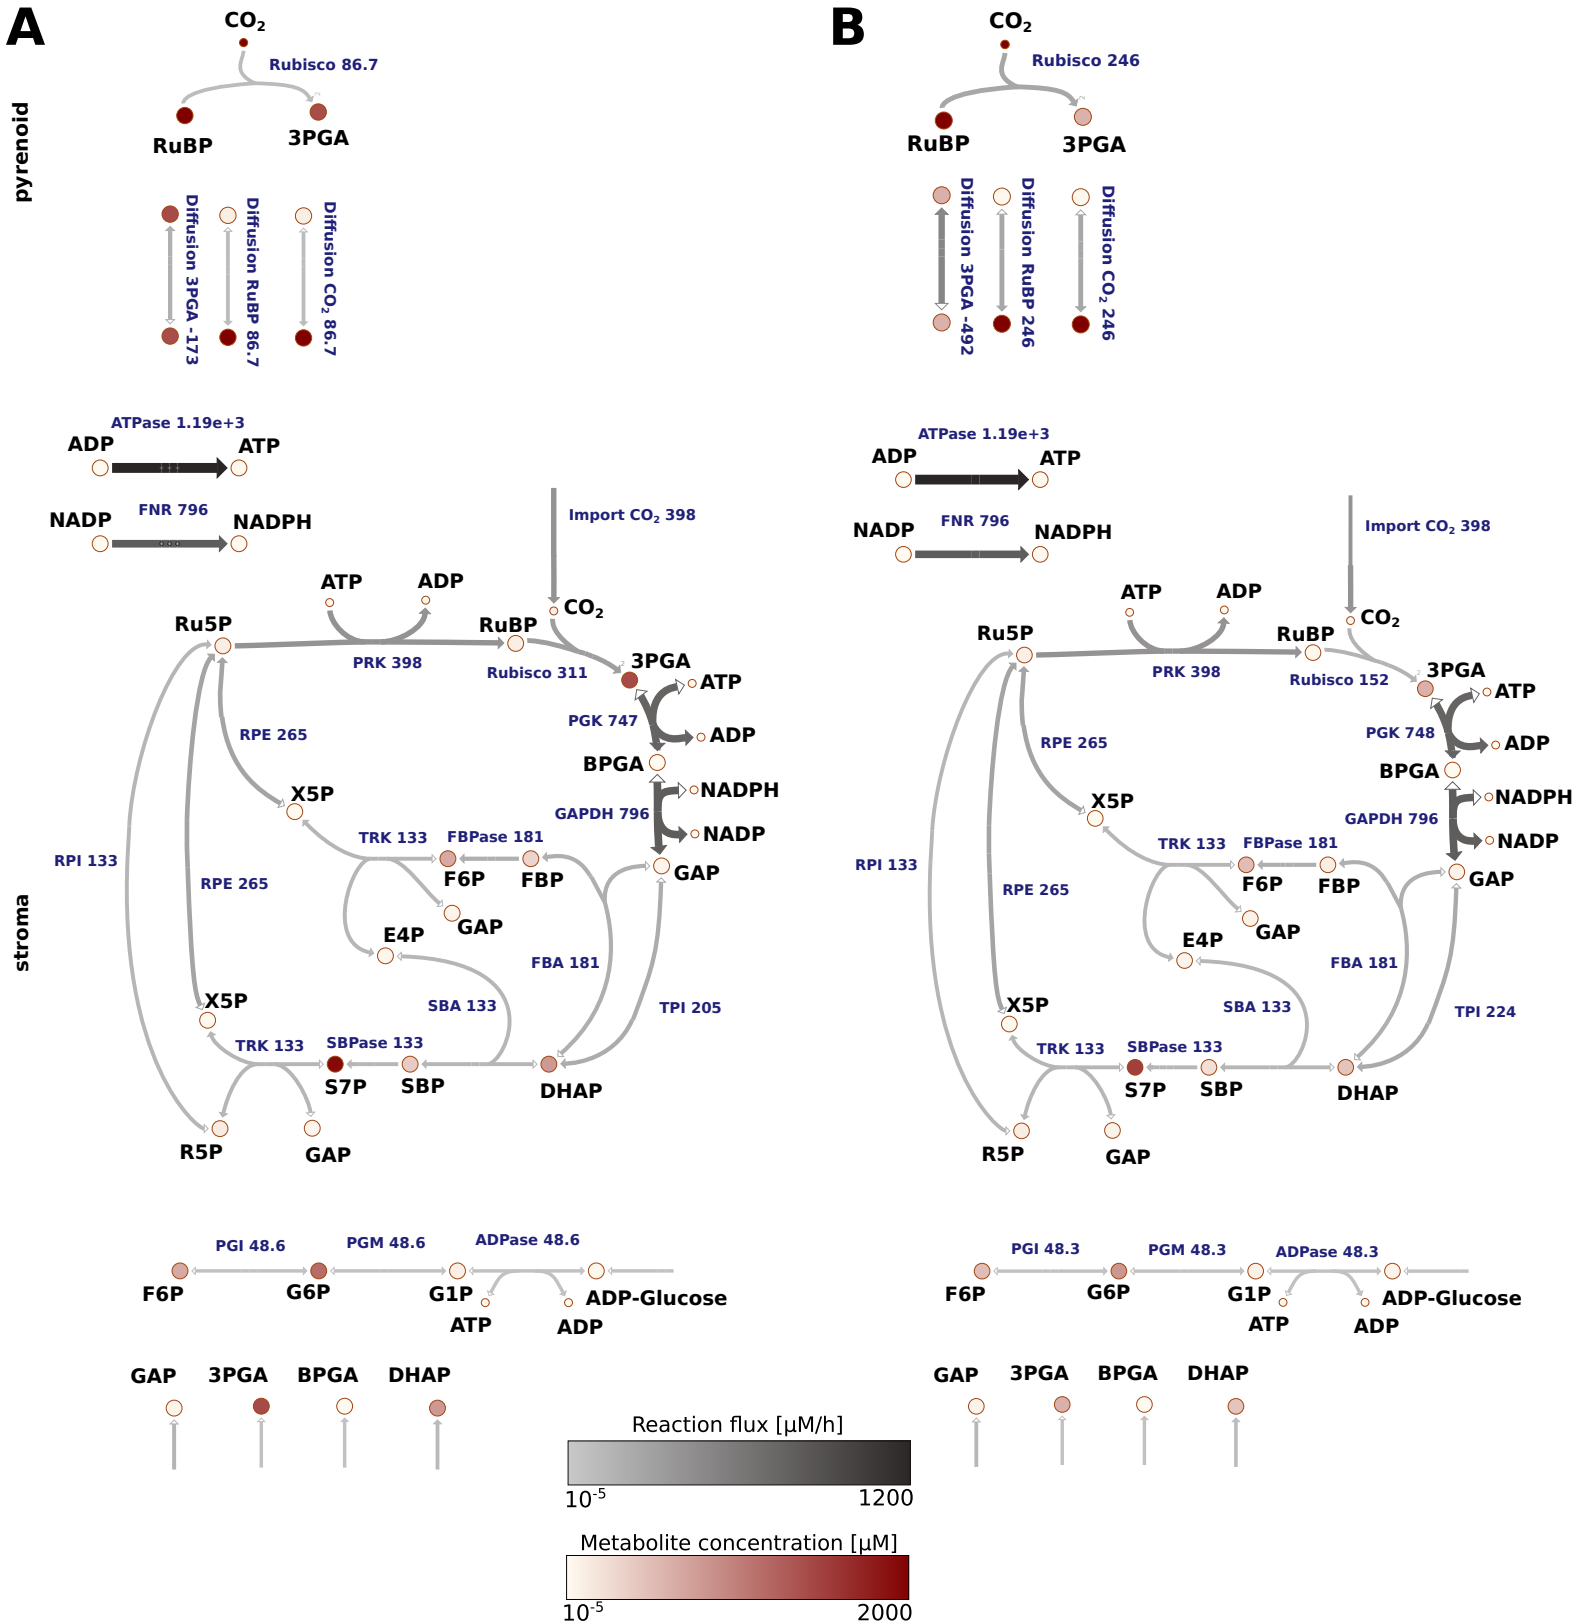 A
CO2
Rubisco 86.7
2
RuBP
3PGA
pyrenoid
Diffusion 3PGA -173
Diffusion RuBP 86.7
Diffusion CO2 86.7
ATPase 1.19e+3
ADP
ATP
FNR 796
NADP
NADPH
Import CO2 398
ATP
ADP
CO2
Ru5P
RuBP
PRK 398
Rubisco 311
2
3PGA
ATP
PGK 747
ADP
RPE 265
BPGA
X5P
NADPH
GAPDH 796
NADP
TRK 133
FBPase 181
RPI 133
F6P
FBP
GAP
RPE 265
GAP
E4P
stroma
FBA 181
X5P
SBA 133
TPI 205
TRK 133
SBPase 133
S7P
SBP
DHAP
R5P
GAP
PGI 48.6
PGM 48.6
ADPase 48.6
F6P
G6P
G1P
ADP-Glucose
ATP
ADP
GAP
3PGA
BPGA
DHAP
B
CO2
Rubisco 246
2
RuBP
3PGA
Diffusion 3PGA -492
Diffusion RuBP 246
Diffusion CO2 246
ATPase 1.19e+3
ADP
ATP
FNR 796
NADP
NADPH
Import CO2 398
ATP
ADP
CO2
Ru5P
RuBP
PRK 398
Rubisco 152
2
3PGA
ATP
PGK 748
ADP
RPE 265
BPGA
X5P
NADPH
GAPDH 796
NADP
TRK 133
FBPase 181
RPI 133
F6P
FBP
GAP
RPE 265
GAP
E4P
FBA 181
X5P
SBA 133
TPI 224
TRK 133
SBPase 133
S7P
SBP
DHAP
R5P
GAP
PGI 48.3
PGM 48.3
ADPase 48.3
F6P
G6P
G1P
ADP-Glucose
ATP
ADP
GAP
3PGA
BPGA
DHAP
Reaction flux [μM/h]
10-5
1200
Metabolite concentration [μM]
10-5
2000